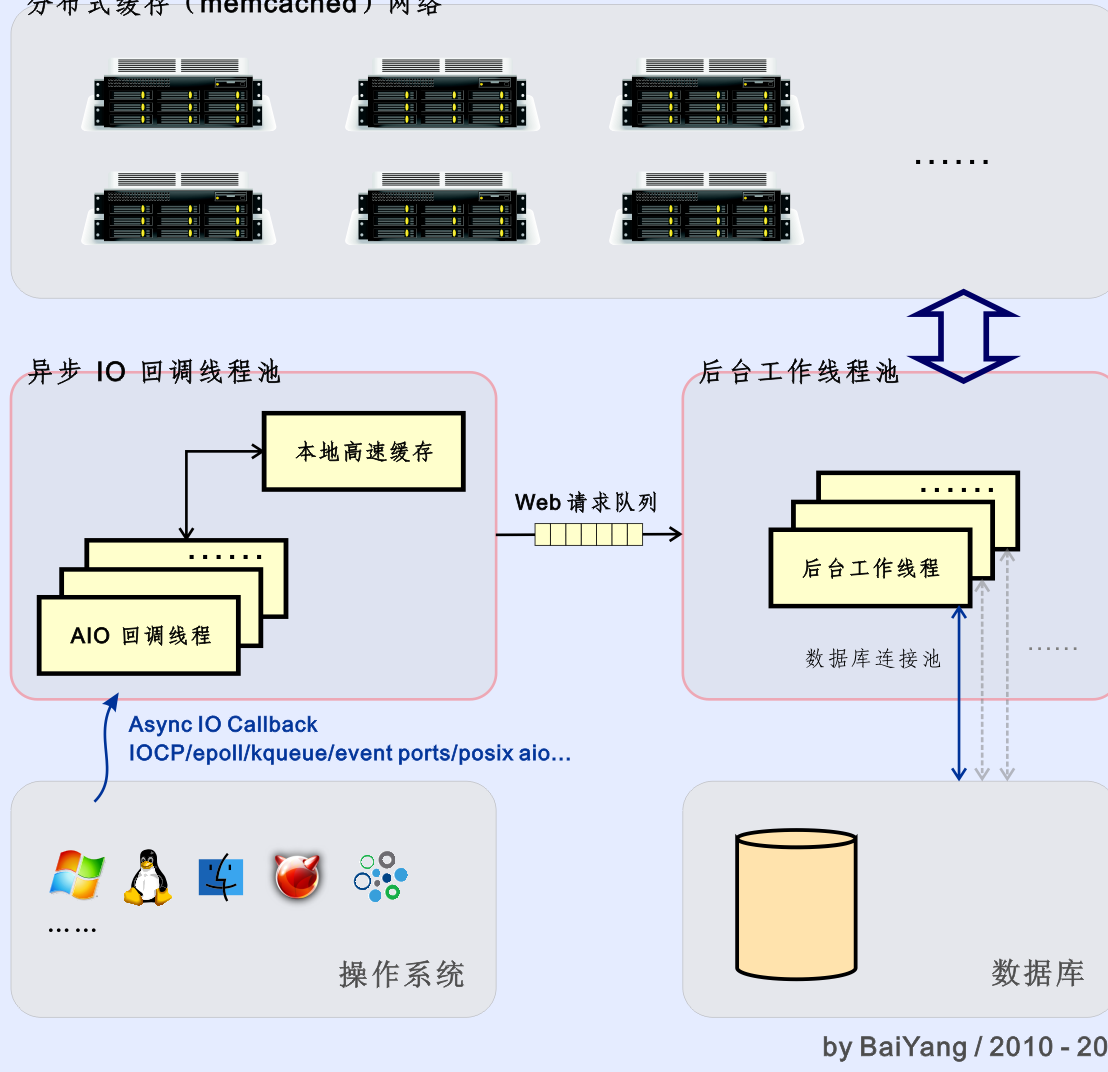 分布式缓存（memcached）网络
......
异步 IO 回调线程池
后台工作线程池
本地高速缓存
Web 请求队列
......
......
AIO 回调线程
后台工作线程
数据库连接池
......
Async IO Callback
IOCP/epoll/kqueue/event ports/posix aio...
......
操作系统
数据库
by BaiYang / 2010 - 20